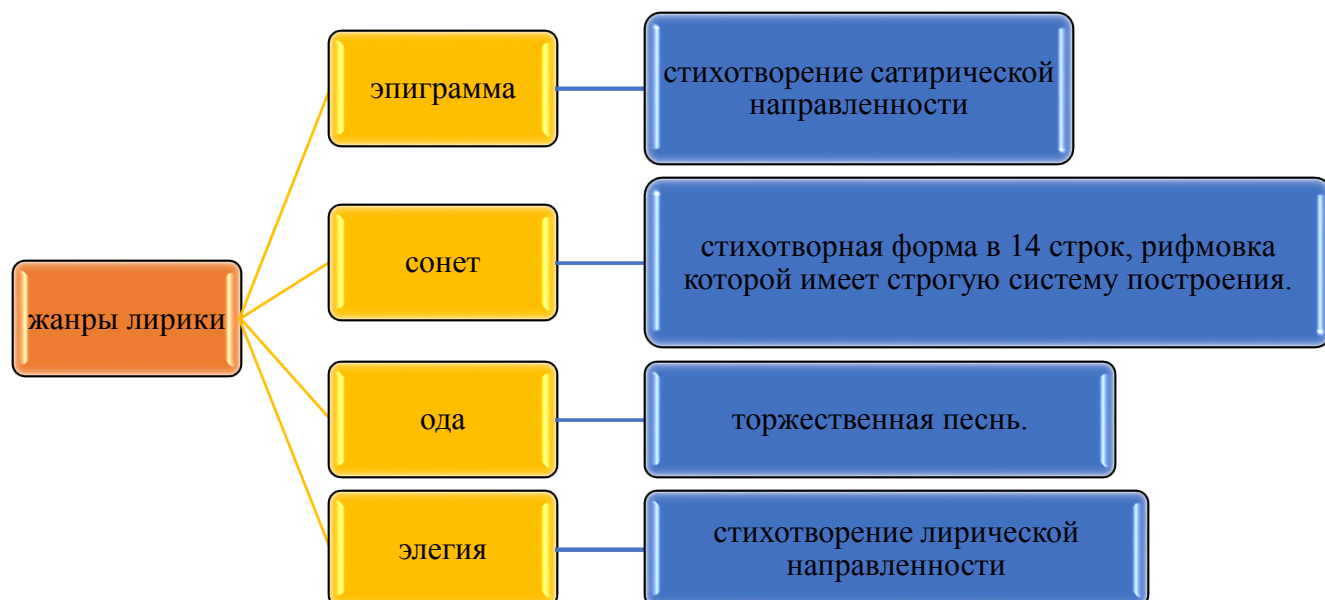 эпиграмма
стихотворение сатирической
направленности
сонет
стихотворная форма в 14 строк, рифмовка
которой имеет строгую систему построения.
жанры лирики
ода
торжественная песнь.
элегия
стихотворение лирической
направленности